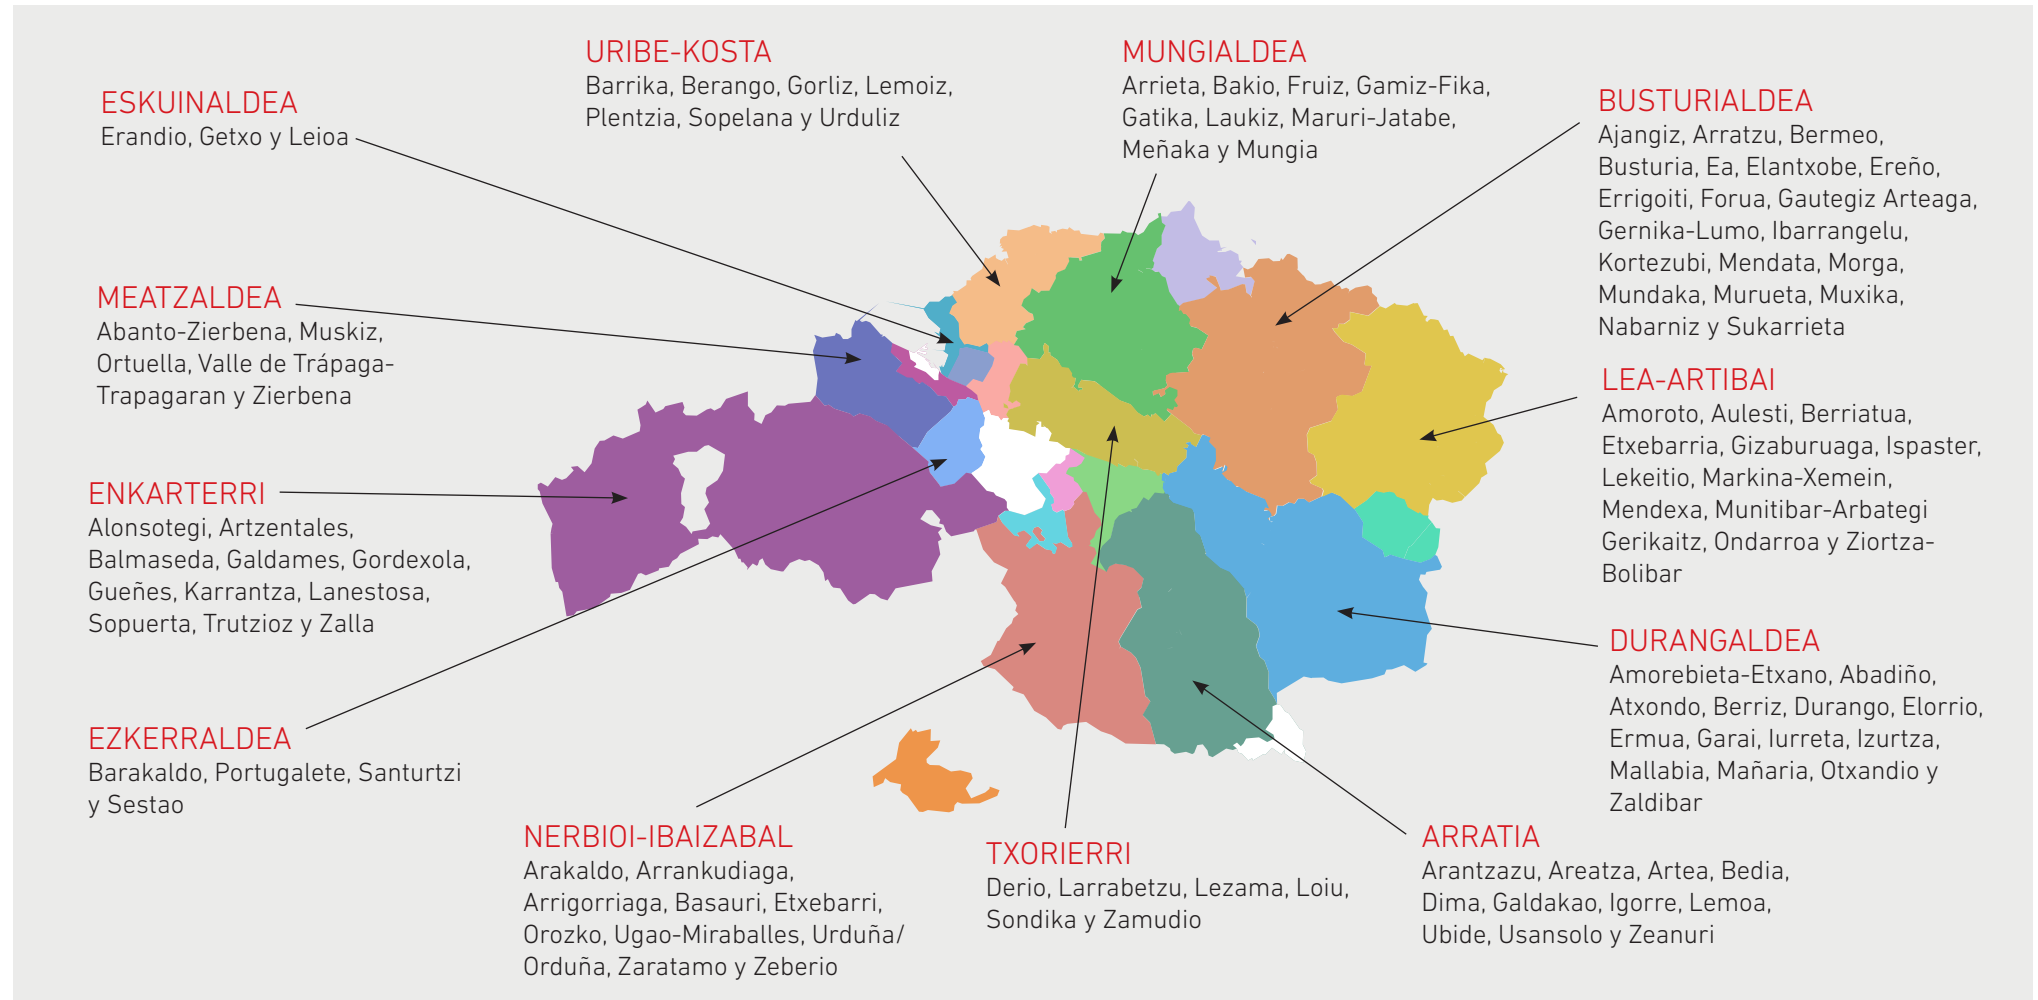 URIBE-KOSTA
Barrika, Berango, Gorliz, Lemoiz,
Plentzia, Sopelana y Urduliz
MUNGIALDEA
Arrieta, Bakio, Fruiz, Gamiz-Fika,
Gatika, Laukiz, Maruri-Jatabe,
Meñaka y Mungia
ESKUINALDEA
Erandio, Getxo y Leioa
BUSTURIALDEA
Ajangiz, Arratzu, Bermeo,
Busturia, Ea, Elantxobe, Ereño,
Errigoiti, Forua, Gautegiz Arteaga,
Gernika-Lumo, Ibarrangelu,
Kortezubi, Mendata, Morga,
Mundaka, Murueta, Muxika,
Nabarniz y Sukarrieta
MEATZALDEA
Abanto-Zierbena, Muskiz,
Ortuella, Valle de Trápaga-
Trapagaran y Zierbena
LEA-ARTIBAI
Amoroto, Aulesti, Berriatua,
Etxebarria, Gizaburuaga, Ispaster,
Lekeitio, Markina-Xemein,
Mendexa, Munitibar-Arbategi
Gerikaitz, Ondarroa y Ziortza-
Bolibar
ENKARTERRI
Alonsotegi, Artzentales,
Balmaseda, Galdames, Gordexola,
Gueñes, Karrantza, Lanestosa,
Sopuerta, Trutzioz y Zalla
DURANGALDEA
Amorebieta-Etxano, Abadiño,
Atxondo, Berriz, Durango, Elorrio,
Ermua, Garai, Iurreta, Izurtza,
Mallabia, Mañaria, Otxandio y
Zaldibar
EZKERRALDEA
Barakaldo, Portugalete, Santurtzi
y Sestao
NERBIOI-IBAIZABAL
Arakaldo, Arrankudiaga,
Arrigorriaga, Basauri, Etxebarri,
Orozko, Ugao-Miraballes, Urduña/
Orduña, Zaratamo y Zeberio
TXORIERRI
Derio, Larrabetzu, Lezama, Loiu,
Sondika y Zamudio
ARRATIA
Arantzazu, Areatza, Artea, Bedia,
Dima, Galdakao, Igorre, Lemoa,
Ubide, Usansolo y Zeanuri